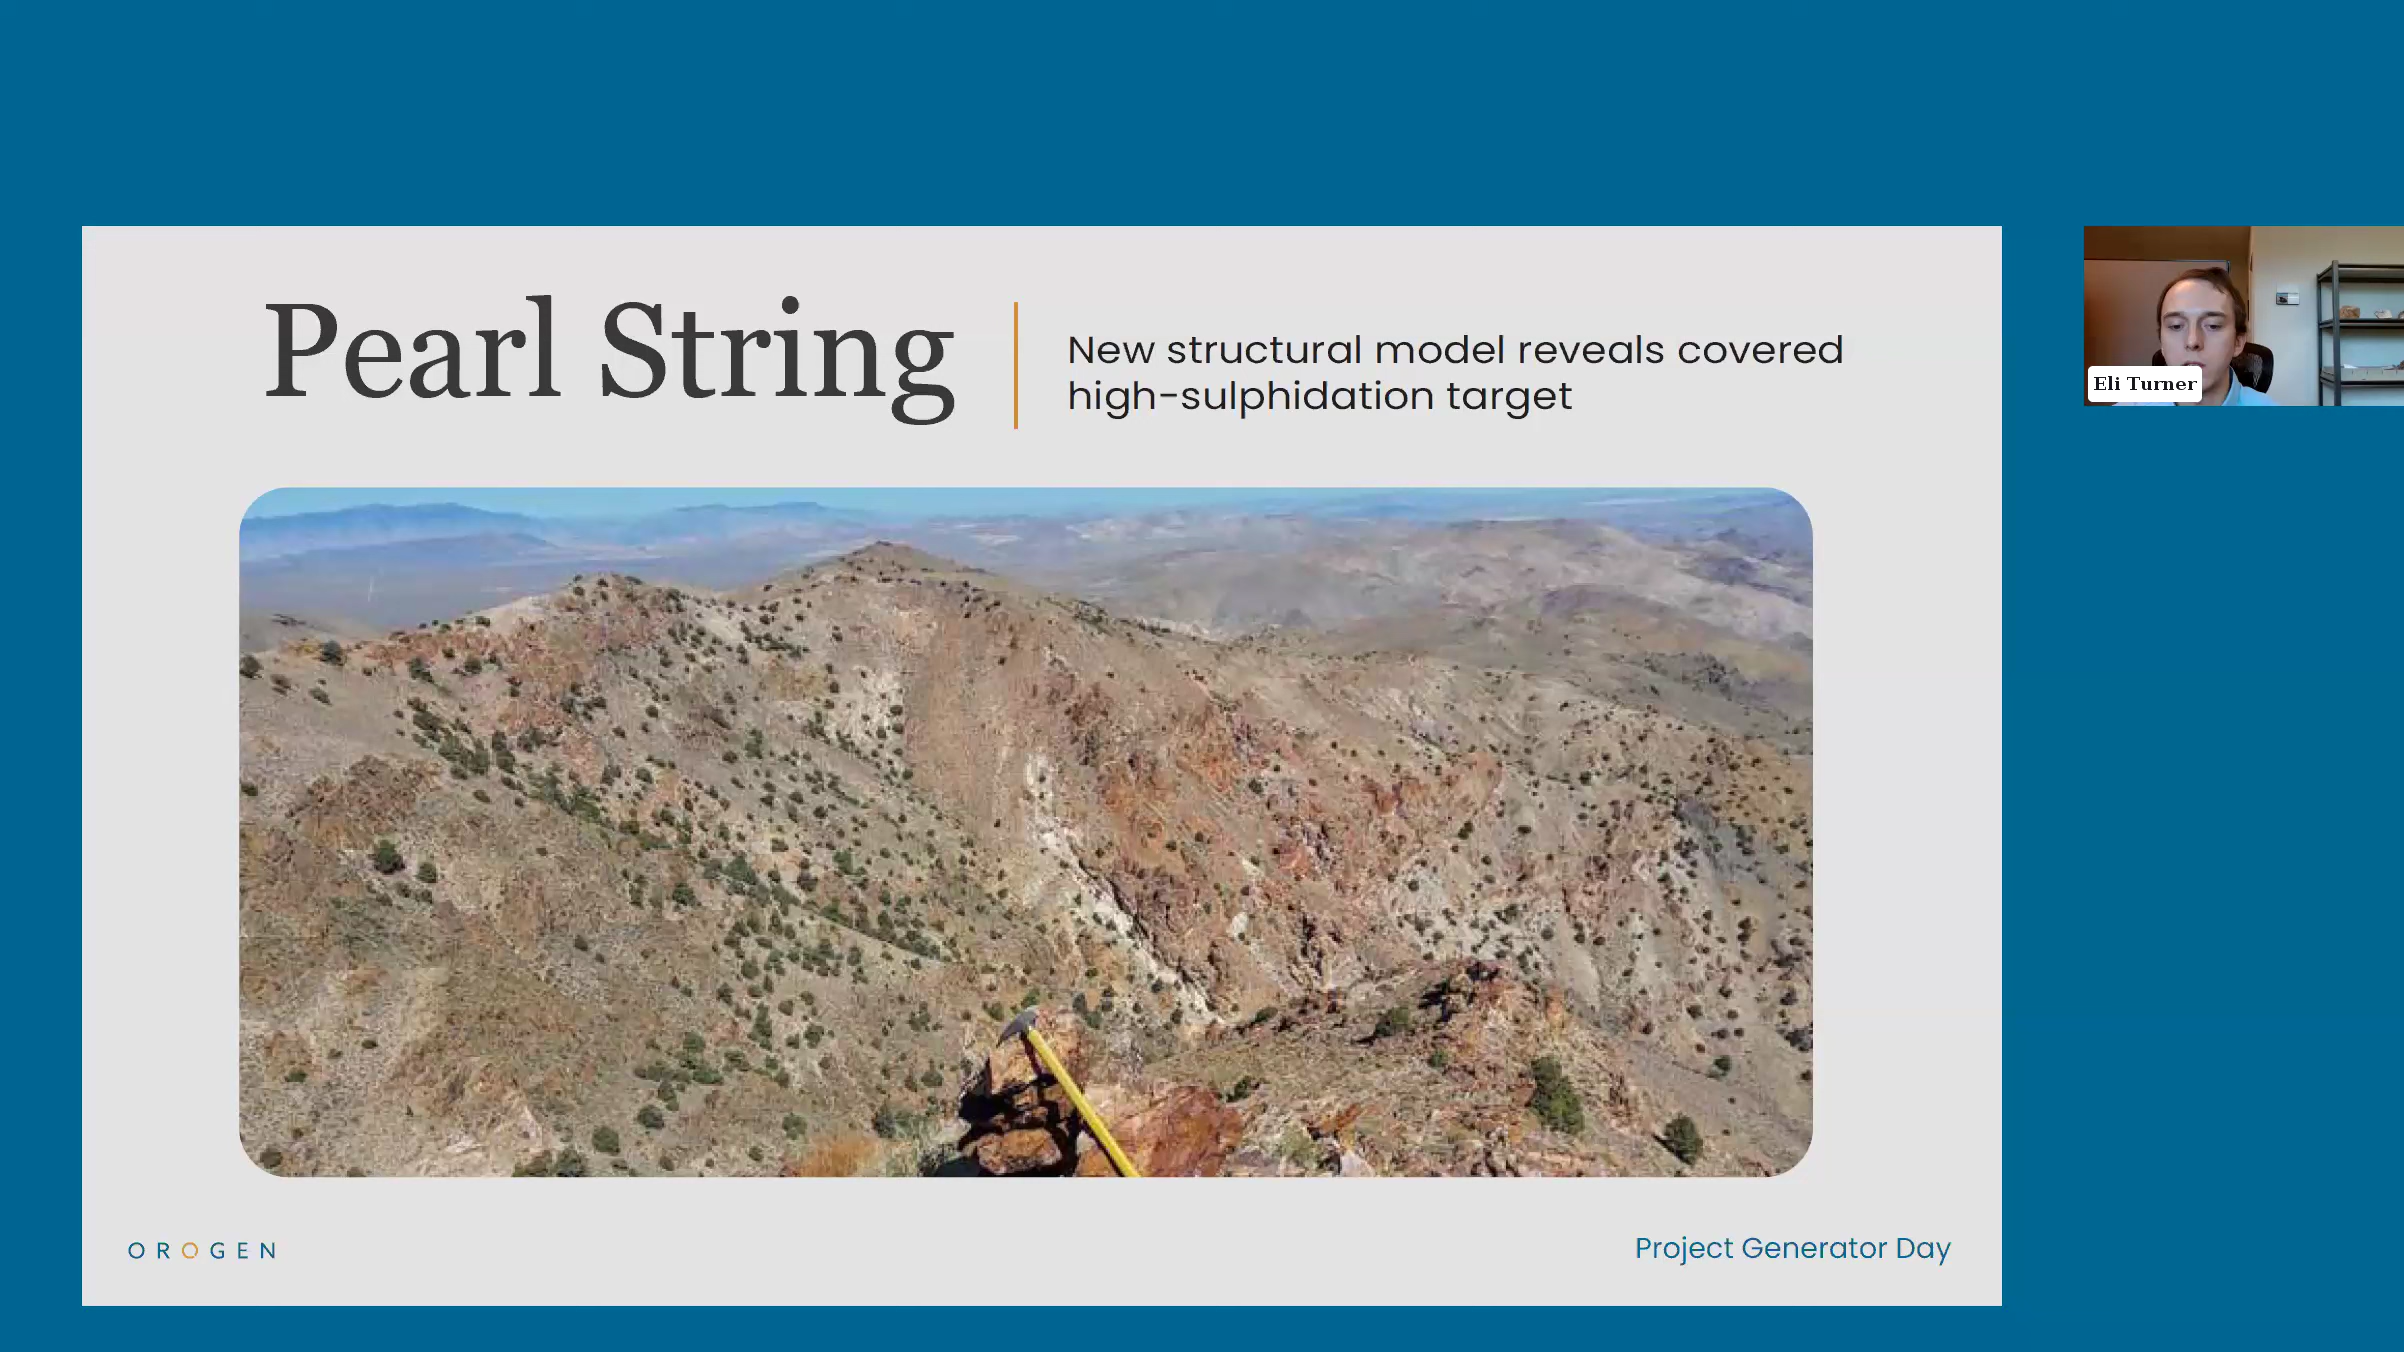 Pearl String
New structural model reveals covered
high-sulphidation target
Eli Turner
OROGEN
Project Generator Day